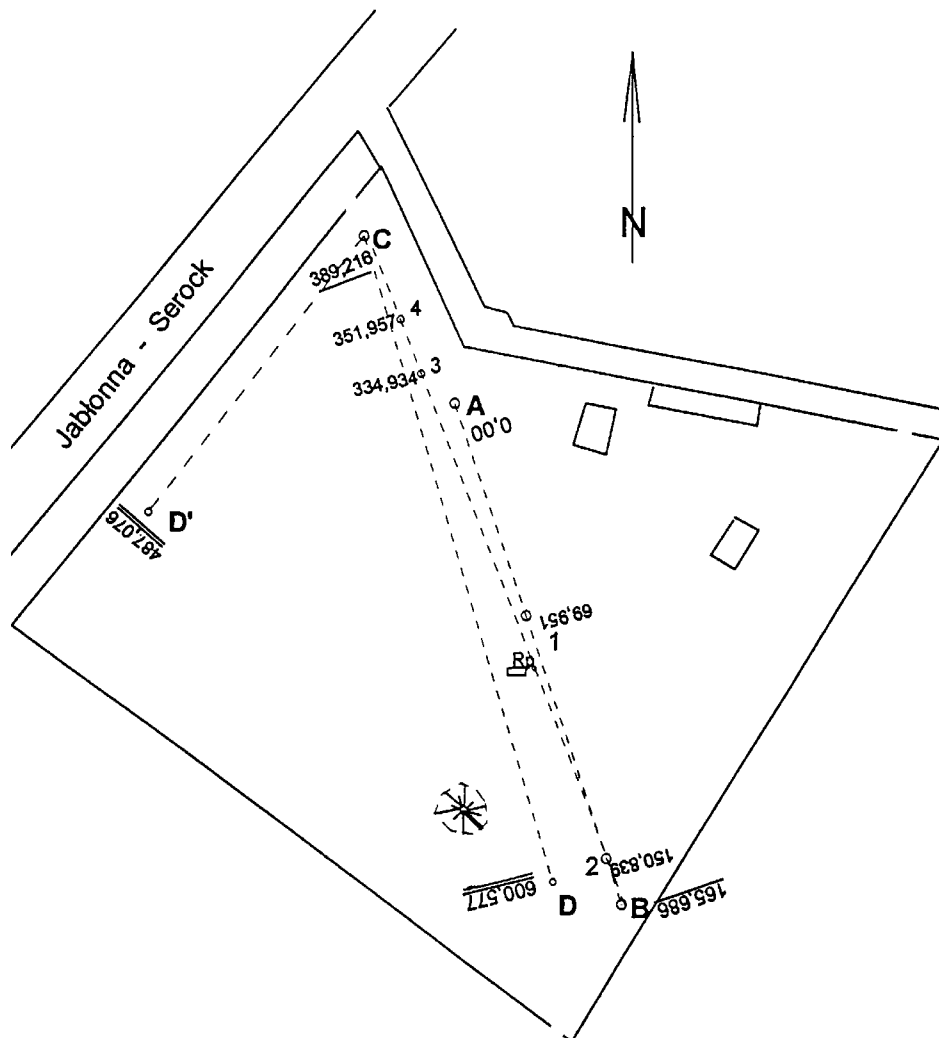 N
C
389,216
Jabłonna - Serock
4
351,957
3
334,934
A
0,00
D'
487,076
69,951
1
Rp
2
150,839
600,577
D
B
165,686